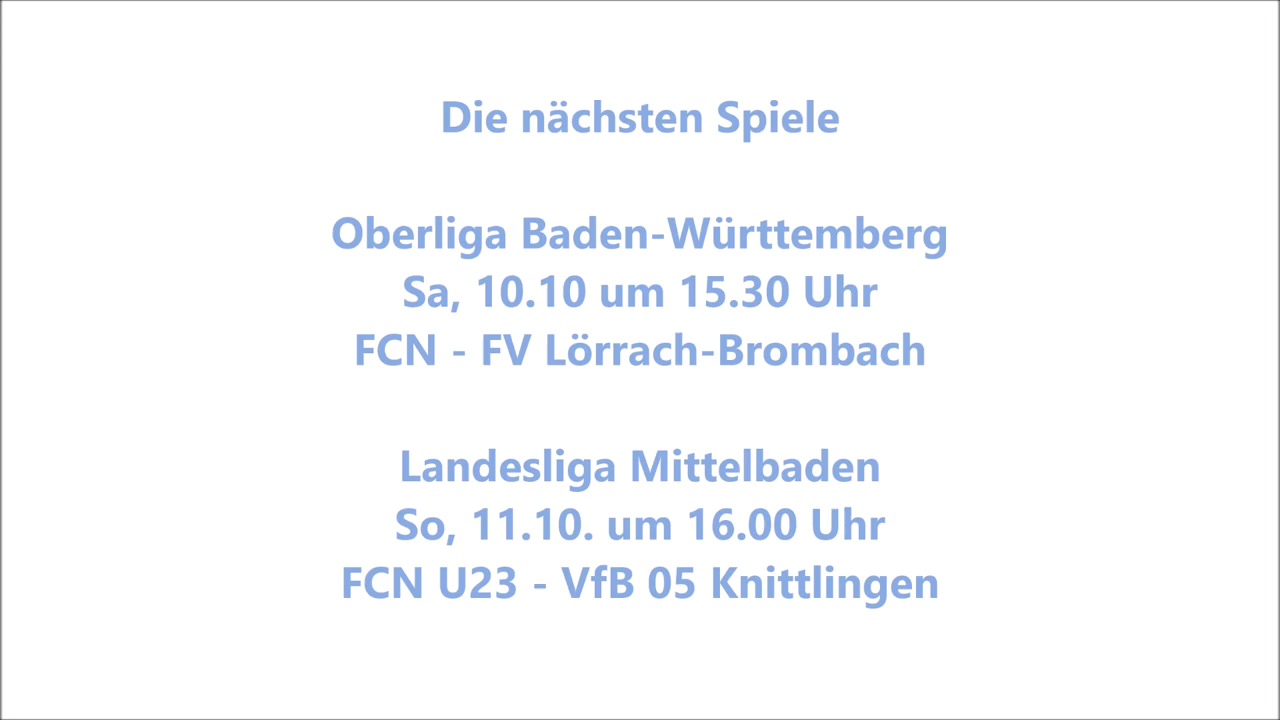 Die nächsten Spiele
Oberliga Baden-Württemberg
Sa, 10.10 um 15.30 Uhr
FCN - FV Lörrach-Brombach
Landesliga Mittelbaden
So, 11.10. um 16.00 Uhr
FCN U23 - VfB 05 Knittlingen